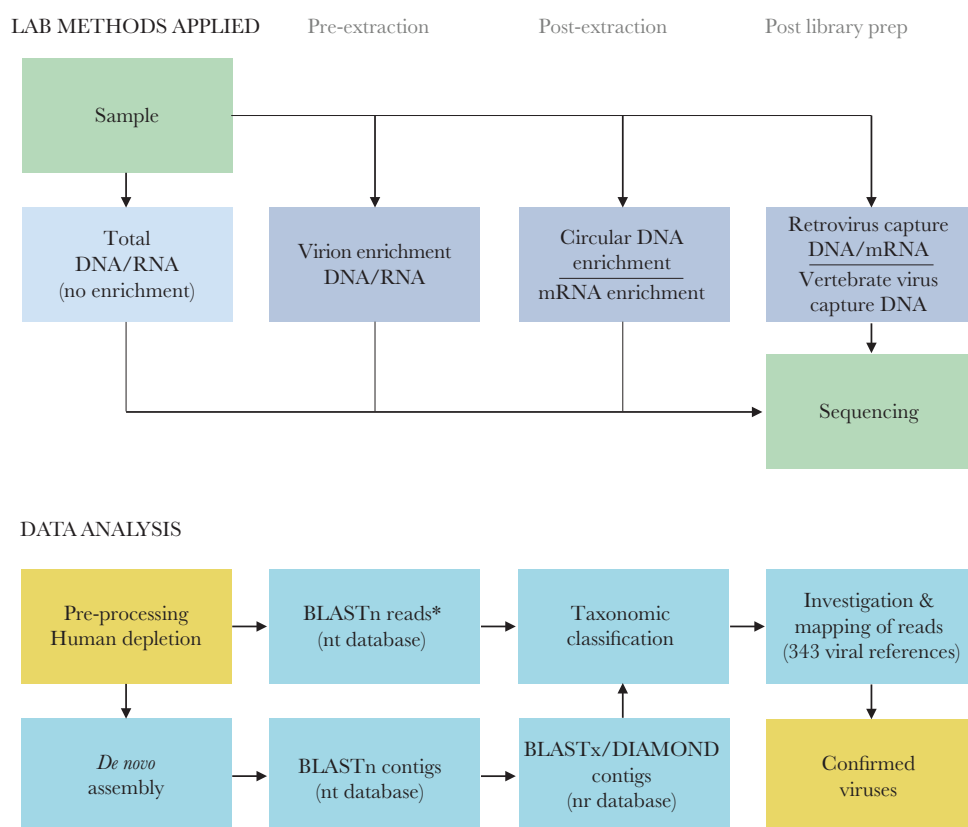 LAB METHODS APPLIED
Pre-extraction
Post-extraction
Post library prep
Sample
Total
DNA/RNA
(no enrichment)
Virion enrichment
DNA/RNA
Circular DNA
enrichment
mRNA enrichment
Retrovirus capture
DNA/mRNA
Vertebrate virus
capture DNA
Sequencing
DATA ANALYSIS
Pre-processing
Human depletion
BLASTn reads*
(nt database)
Taxonomic
classification
Investigation &
mapping of reads
(343 viral references)
De novo
assembly
BLASTn contigs
(nt database)
BLASTx/DIAMOND
contigs
(nr database)
Confirmed
viruses